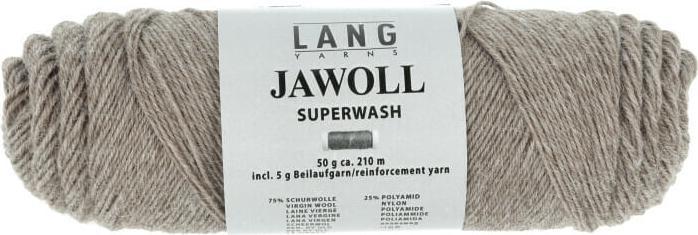 LANG
YARNS
JAWOLL
SUPERWASH
50 g ca. 210 m
incl. 5 g Beilaufgarn/reinforcement yarn
75% SCHURWOLLE
VIRGIN WOOL
LAINE VIERGE
LANA VERGINE
LANA VIRGEN
SCHEERWOL
25% POLYAMID
NYLON
POLYAMIDE
POLIAMMIDE
POLIAMIDA